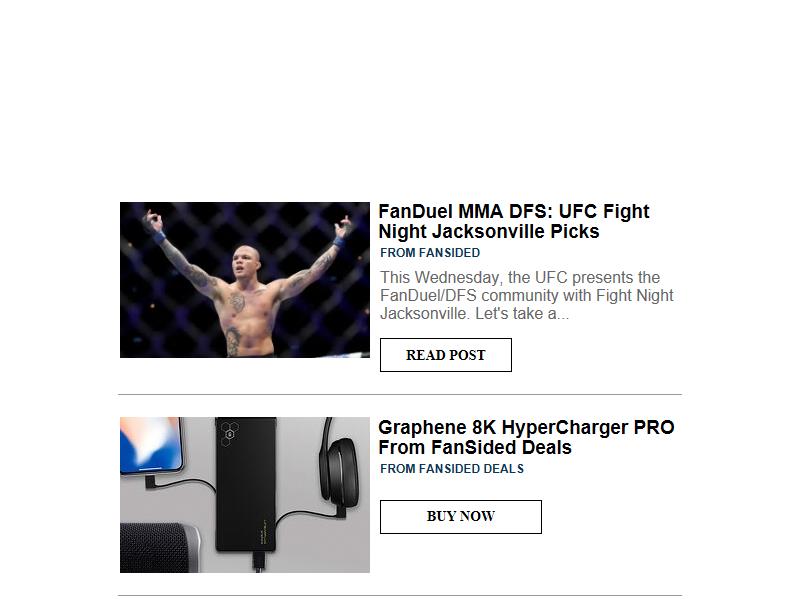 FanDuel MMA DFS: UFC Fight
Night Jacksonville Picks
FROM FANSIDED
This Wednesday, the UFC presents the
FanDuel/DFS community with Fight Night
Jacksonville. Let's take a...
READ POST
Graphene 8K HyperCharger PRO
From FanSided Deals
FROM FANSIDED DEALS
BUY NOW